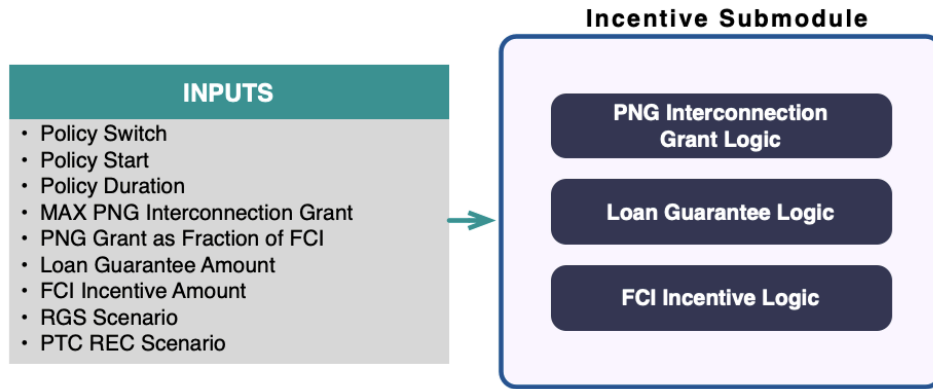 Incentive Submodule
INPUTS
• Policy Switch
• Policy Start
• Policy Duration
• MAX PNG Interconnection Grant
• PNG Grant as Fraction of FCI
• Loan Guarantee Amount
• FCI Incentive Amount
• RGS Scenario
• PTC REC Scenario
PNG Interconnection
Grant Logic
Loan Guarantee Logic
FCI Incentive Logic